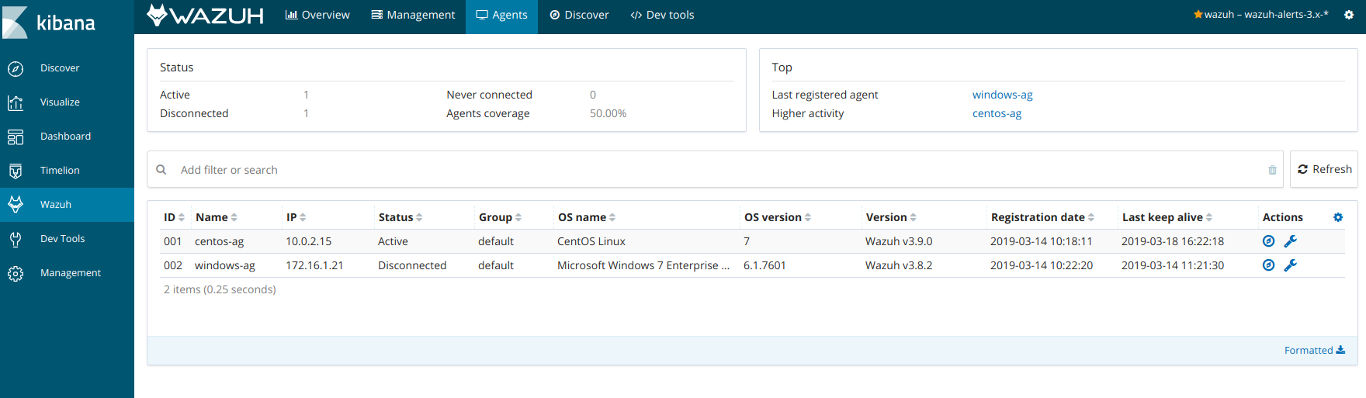 kibana
WAZUH Overview Management Agents Discover Dev tools wazuh – wazuh-alerts-3.x-*
Discover
Visualize
Dashboard
Timelion
Wazuh
Dev Tools
Management
Status
Active 1 Never connected 0
Disconnected 1 Agents coverage 50.00%
Top
Last registered agent windows-ag
Higher activity centos-ag
Add filter or search
Refresh
ID Name IP Status Group OS name OS version Version Registration date Last keep alive Actions
001 centos-ag 10.0.2.15 Active default CentOS Linux 7 Wazuh v3.9.0 2019-03-14 10:18:11 2019-03-18 16:22:18
002 windows-ag 172.16.1.21 Disconnected default Microsoft Windows 7 Enterprise ... 6.1.7601 Wazuh v3.8.2 2019-03-14 10:22:20 2019-03-14 11:21:30
2 items (0.25 seconds)
Formatted